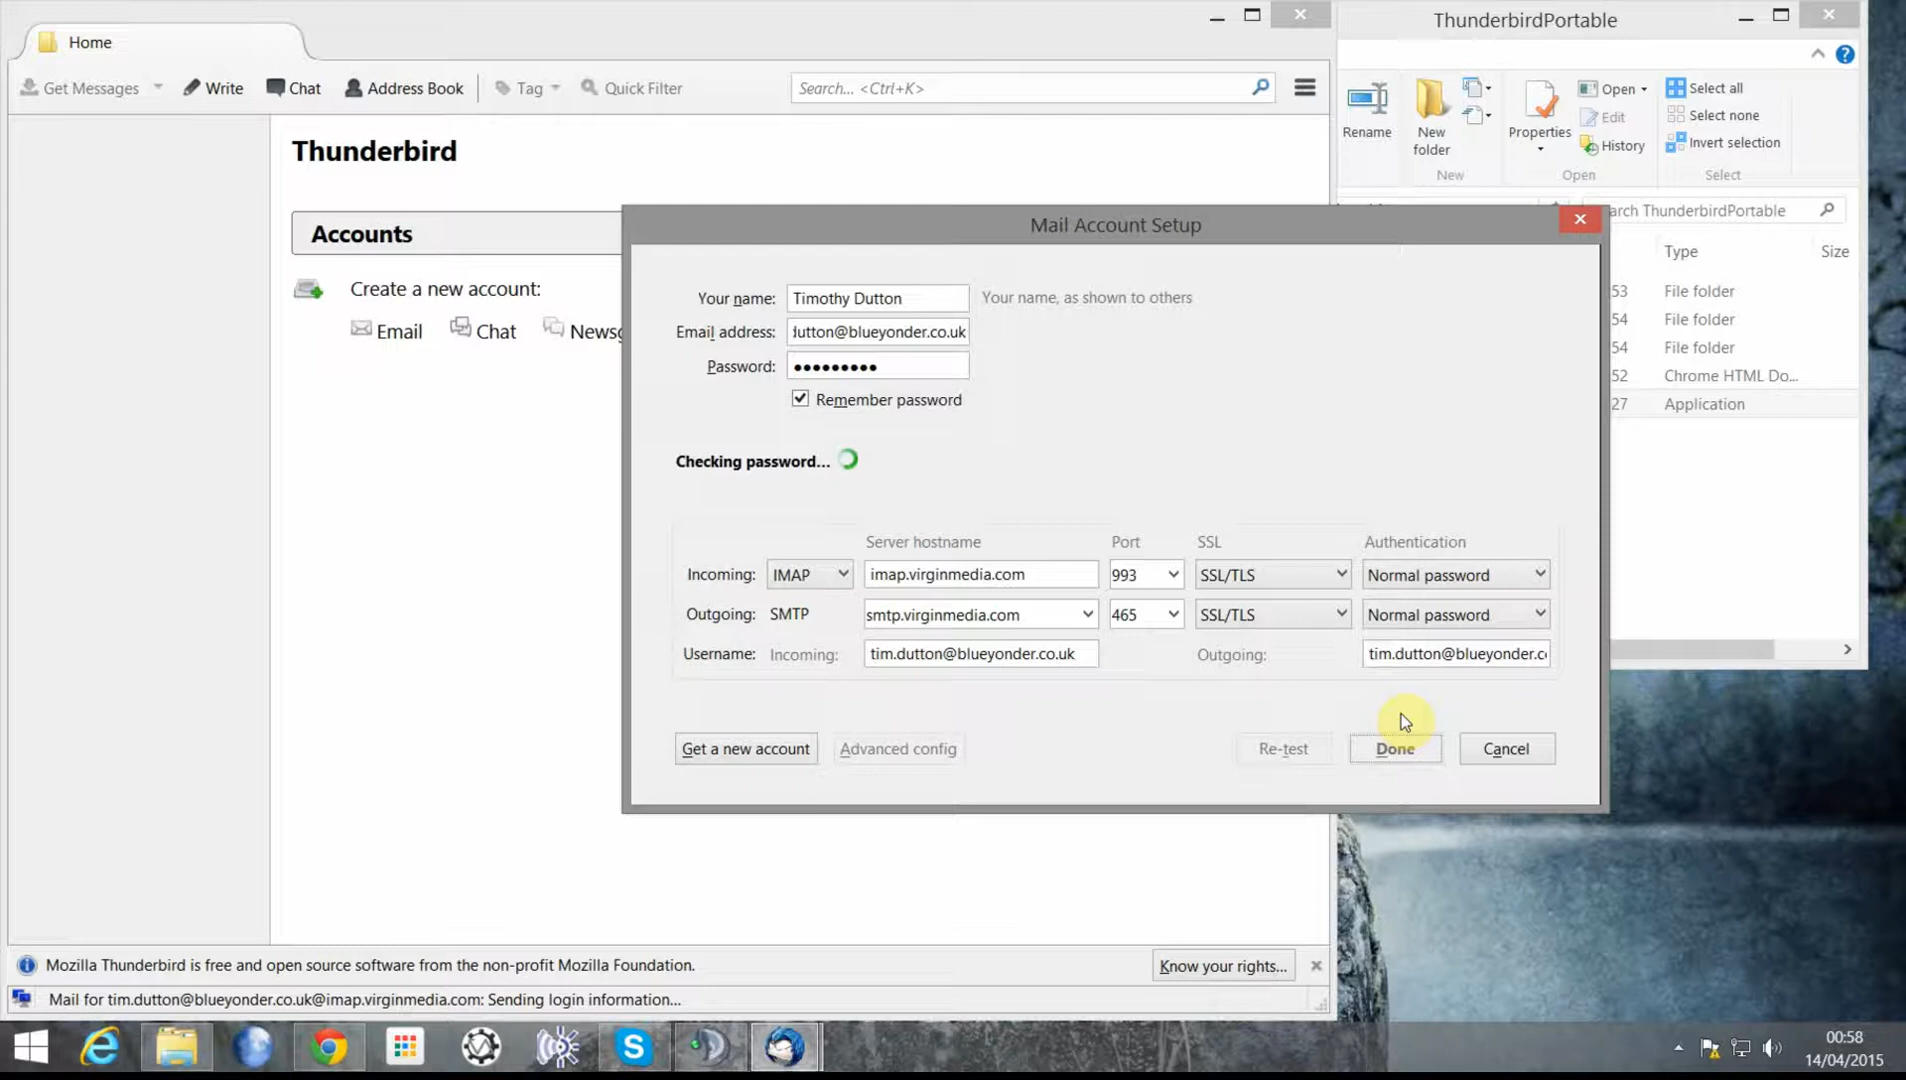 Home
ThunderbirdPortable
Get Messages
Write
Chat
Address Book
Tag
Quick Filter
Search... <Ctrl+K>
Rename
New folder
Properties
Open
Edit
History
Select all
Select none
Invert selection
New
Open
Select
Thunderbird
arch ThunderbirdPortable
Type
Size
53 File folder
54 File folder
54 File folder
52 Chrome HTML Do...
27 Application
Accounts
Create a new account:
Email
Chat
Newsg
Mail Account Setup
Your name: Timothy Dutton Your name, as shown to others
Email address: dutton@blueyonder.co.uk
Password: •••••••••
Remember password
Checking password...
Server hostname Port SSL Authentication
Incoming: IMAP imap.virginmedia.com 993 SSL/TLS Normal password
Outgoing: SMTP smtp.virginmedia.com 465 SSL/TLS Normal password
Username: Incoming: tim.dutton@blueyonder.co.uk Outgoing: tim.dutton@blueyonder.c
Get a new account
Advanced config
Re-test
Done
Cancel
Mozilla Thunderbird is free and open source software from the non-profit Mozilla Foundation.
Know your rights...
Mail for tim.dutton@blueyonder.co.uk@imap.virginmedia.com: Sending login information...
00:58
14/04/2015